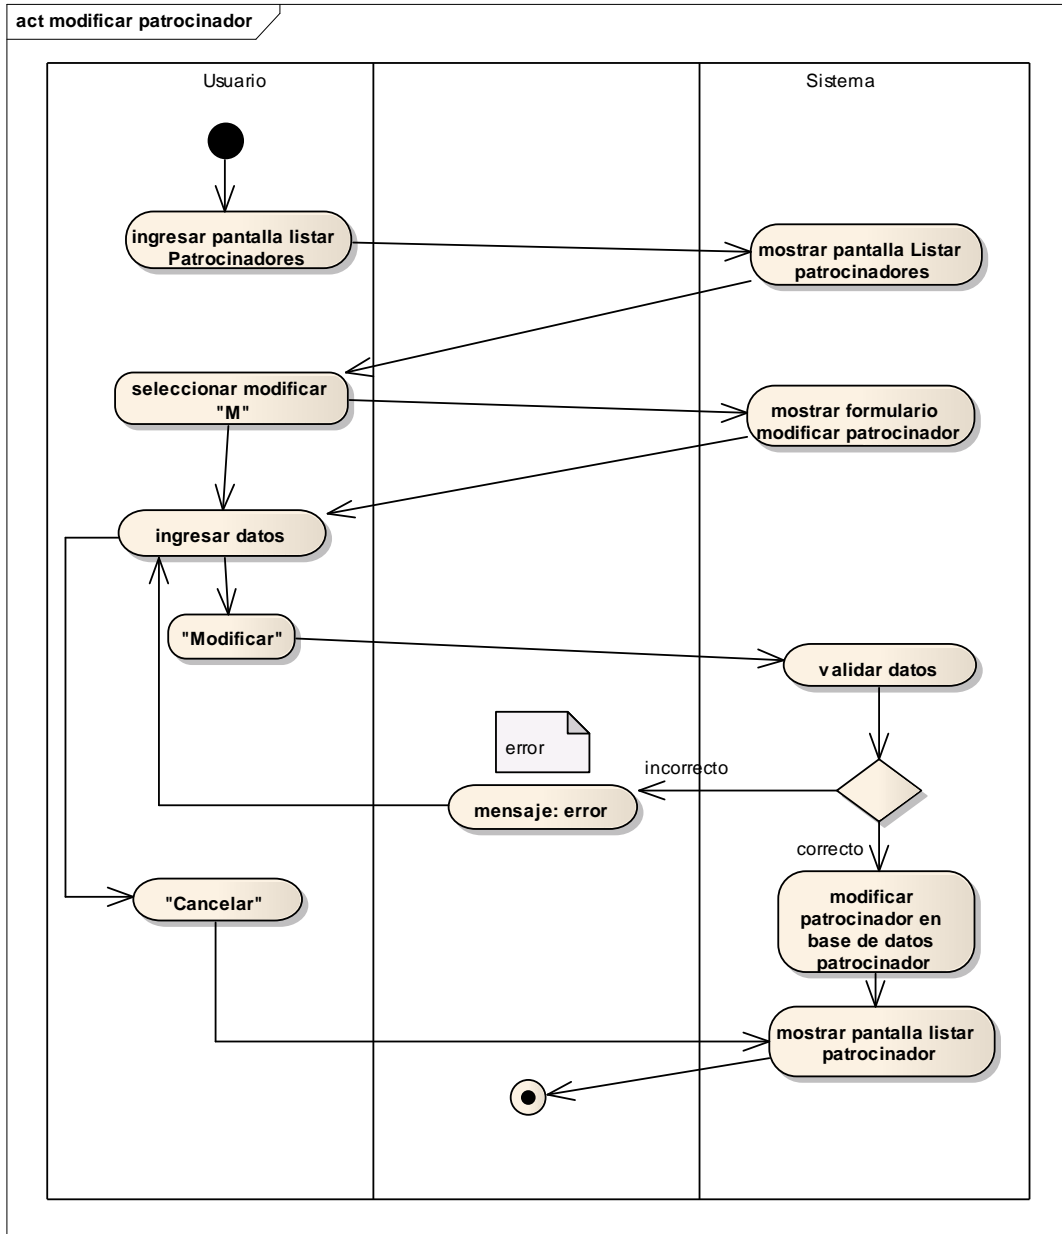 act modificar patrocinador
Usuario
Sistema
ingresar pantalla listar
Patrocinadores
mostrar pantalla Listar
patrocinadores
seleccionar modificar
"M"
mostrar formulario
modificar patrocinador
ingresar datos
"Modificar"
validar datos
error
incorrecto
mensaje: error
correcto
modificar
patrocinador en
base de datos
patrocinador
"Cancelar"
mostrar pantalla listar
patrocinador